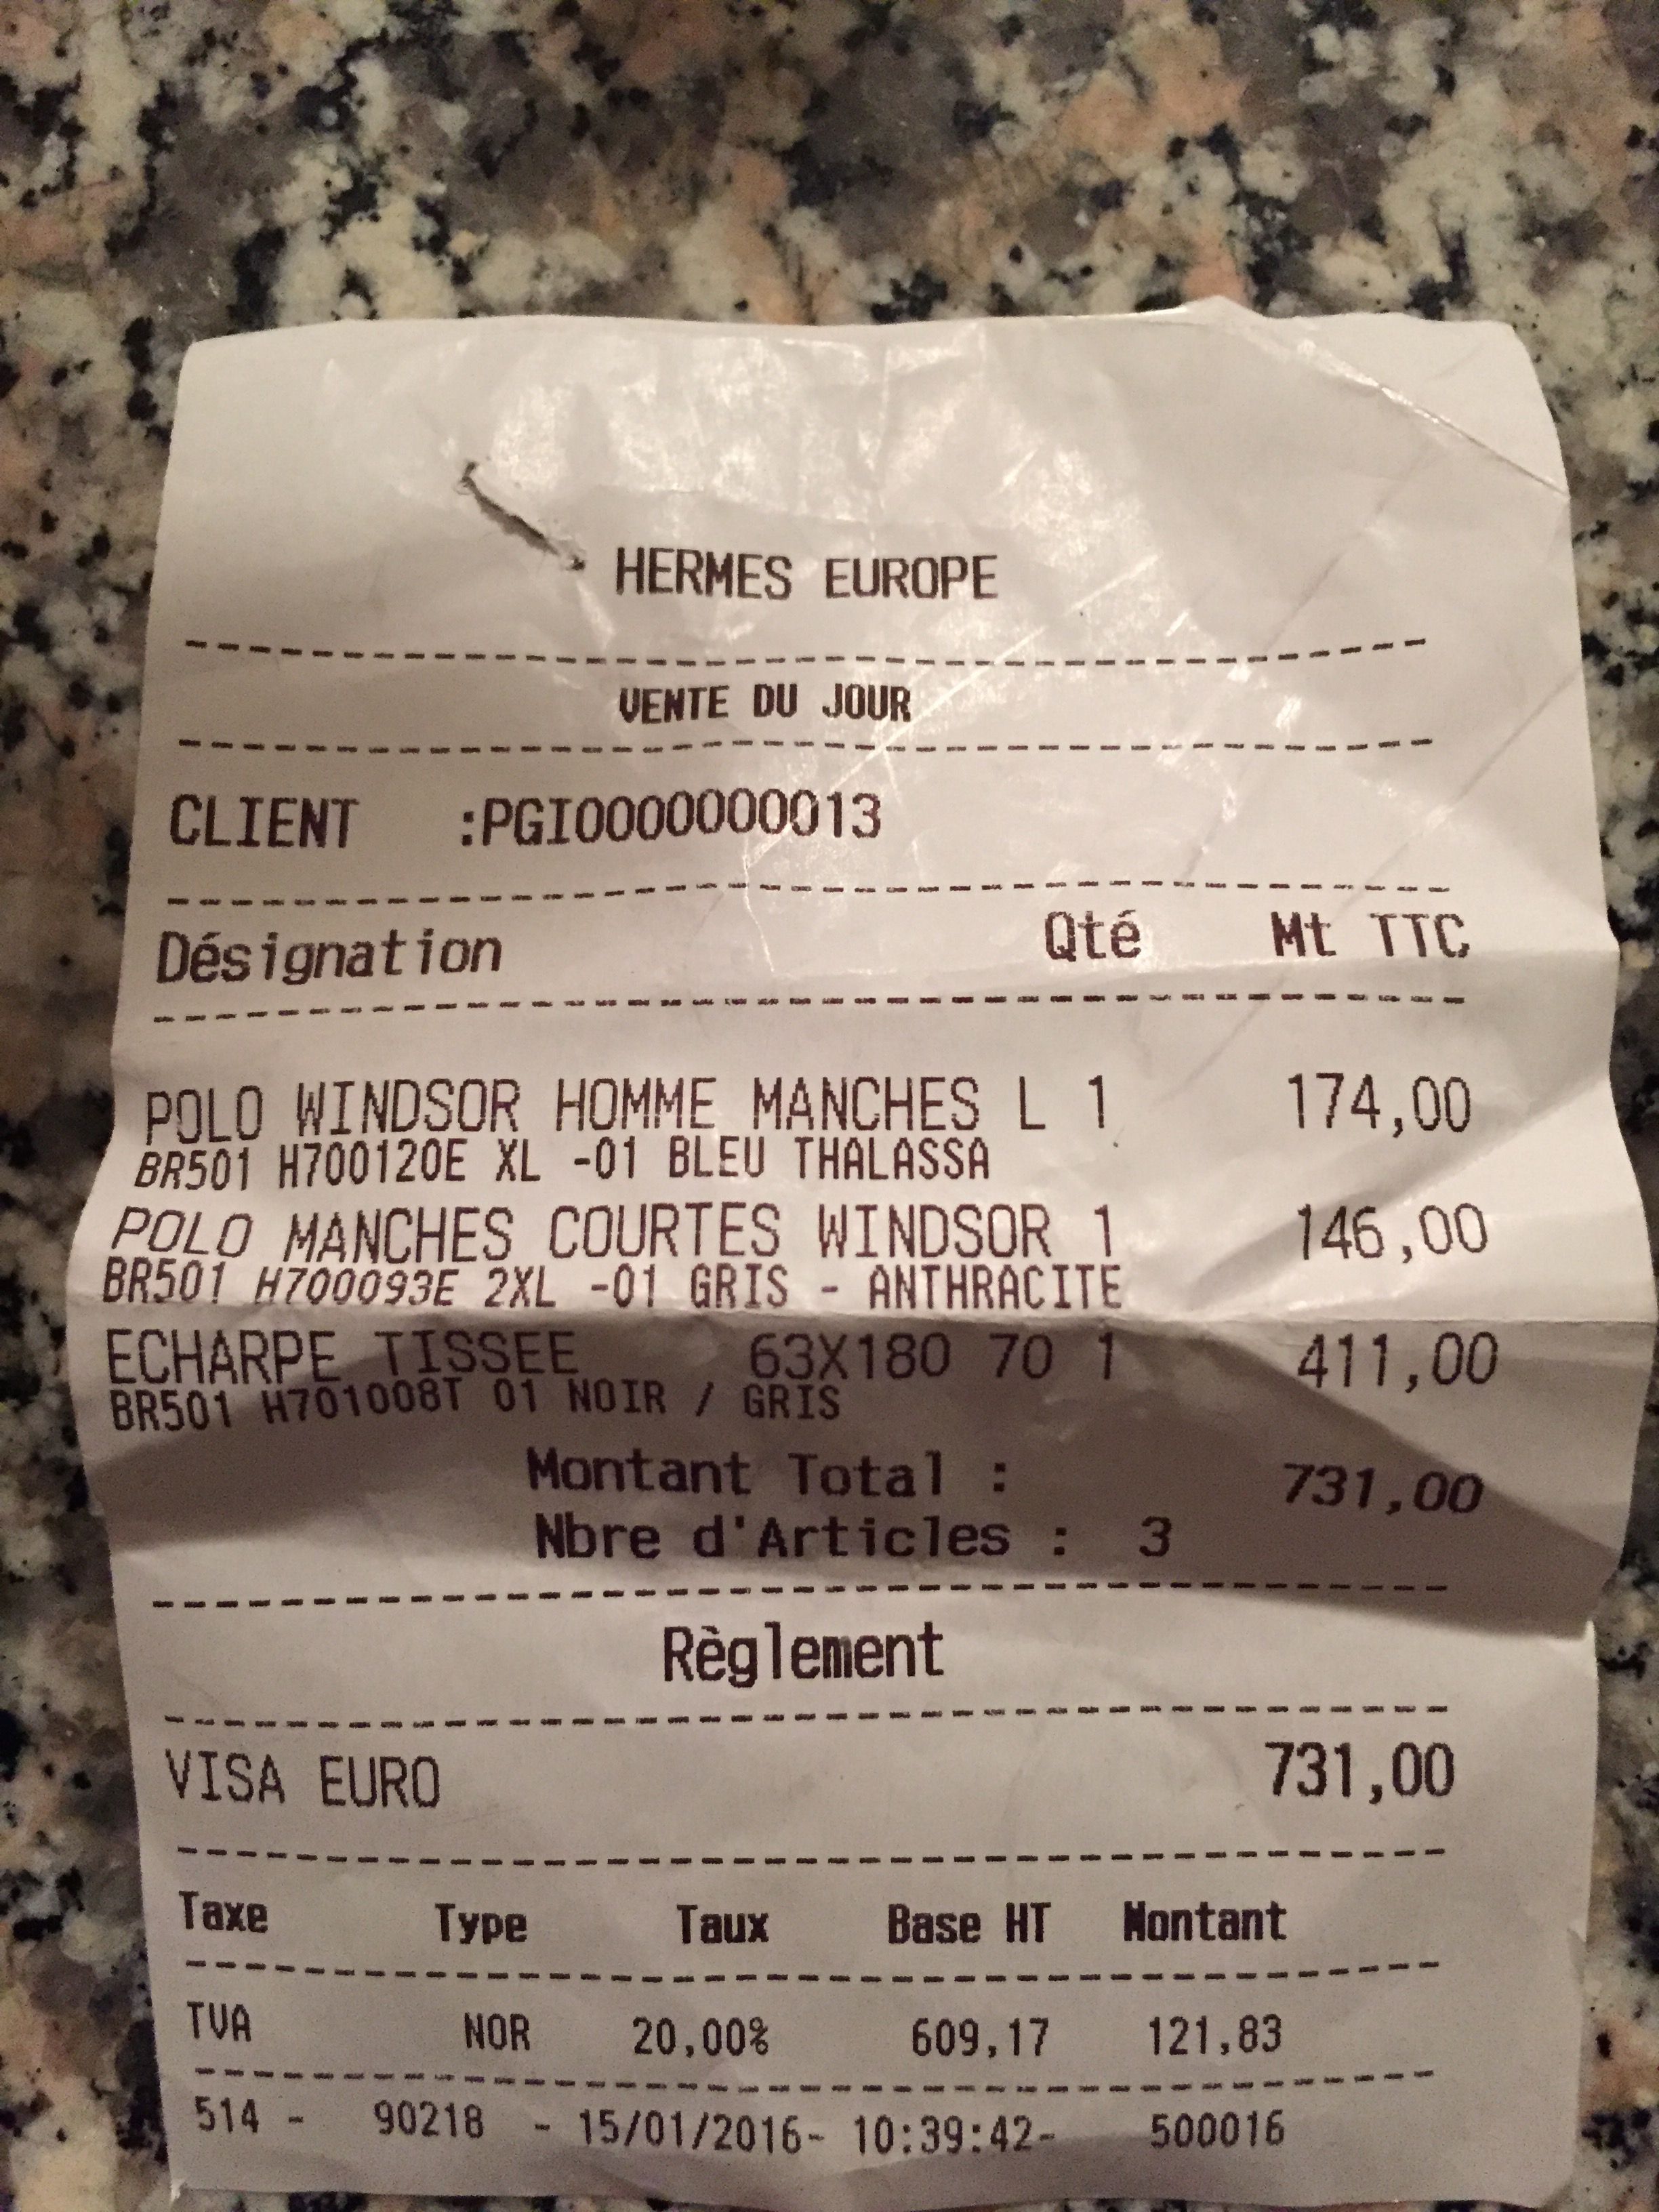 HERMES EUROPE
VENTE DU JOUR
CLIENT :PGI0000000013
Désignation Qté Mt TTC
POLO WINDSOR HOMME MANCHES L 1 174,00
BR501 H700120E XL -01 BLEU THALASSA
POLO MANCHES COURTES WINDSOR 1 146,00
BR501 H700093E 2XL -01 GRIS - ANTHRACITE
ECHARPE TISSEE 63X180 70 1 411,00
BR501 H701008T 01 NOIR / GRIS
Montant Total : 731,00
Nbre d'Articles : 3
Règlement
VISA EURO 731,00
Taxe Type Taux Base HT Montant
TVA NOR 20,00% 609,17 121,83
514 - 90218 - 15/01/2016- 10:39:42- 500016